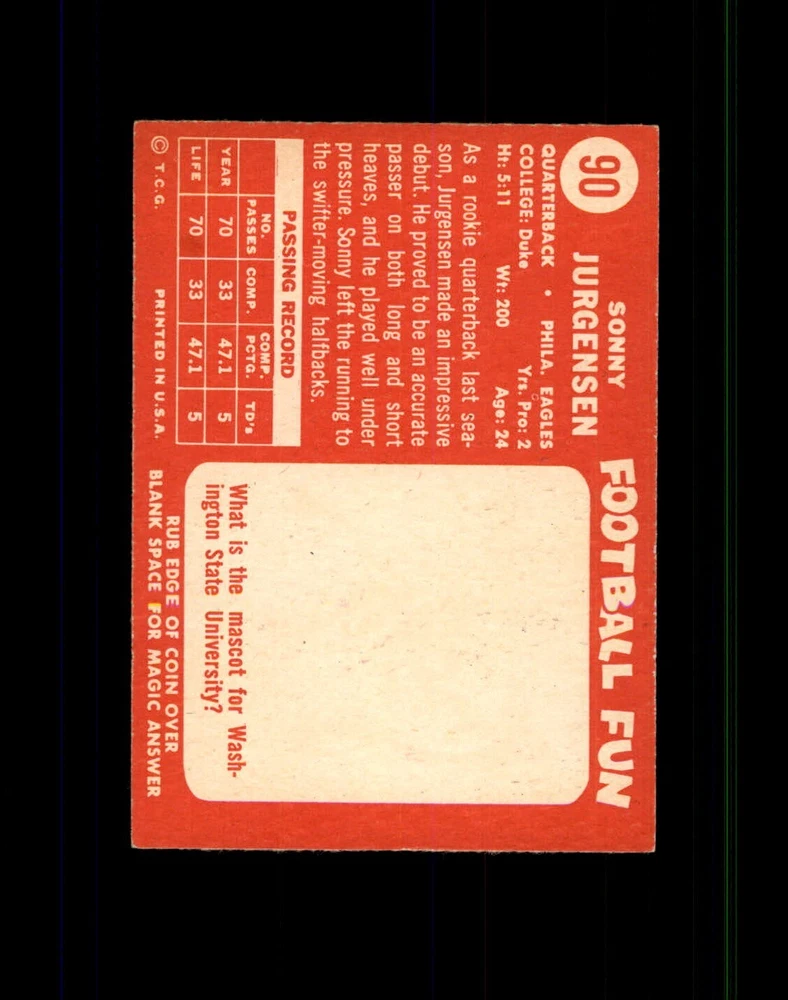 90
SONNY
JURGENSEN
QUARTERBACK • PHILA. EAGLES
COLLEGE: Duke Yrs. Pro: 2
Ht: 5:11 Wt: 200 Age: 24
As a rookie quarterback last sea-
son, Jurgensen made an impressive
debut. He proved to be an accurate
passer on both long and short
heaves, and he played well under
pressure. Sonny left the running to
the swifter-moving halfbacks.
PASSING RECORD
NO. PASSES COMP. COMP. PCTG. TD's
YEAR 70 33 47.1 5
LIFE 70 33 47.1 5
© T.C.G. PRINTED IN U.S.A.
FOOTBALL FUN
What is the mascot for Wash-
ington State University?
RUB EDGE OF COIN OVER
BLANK SPACE FOR MAGIC ANSWER